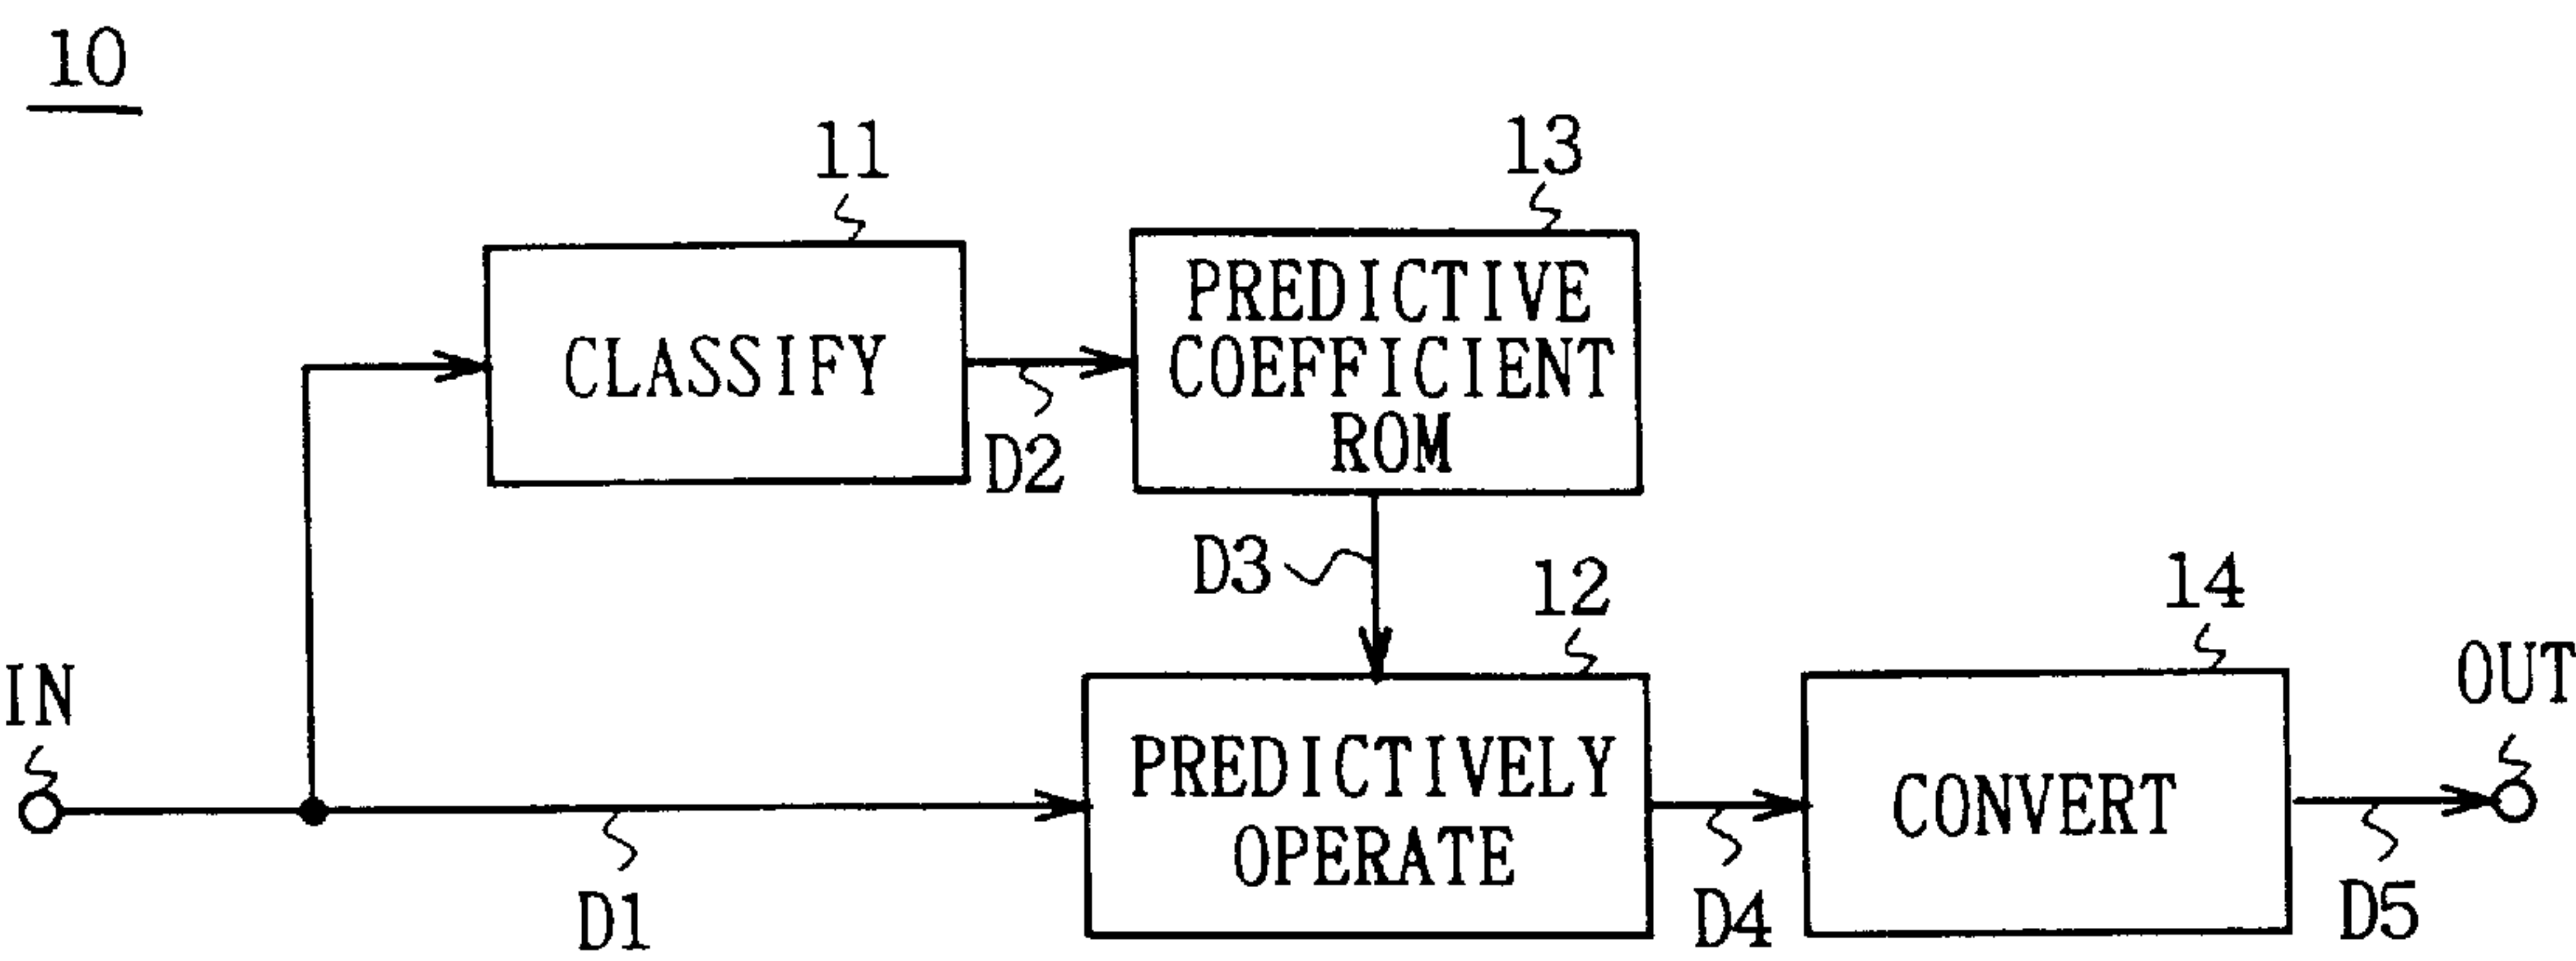 10
11
13
CLASSIFY
PREDICTIVE
COEFFICIENT
ROM
D2
D3
12
14
IN
OUT
PREDICTIVELY
OPERATE
CONVERT
D1
D4
D5